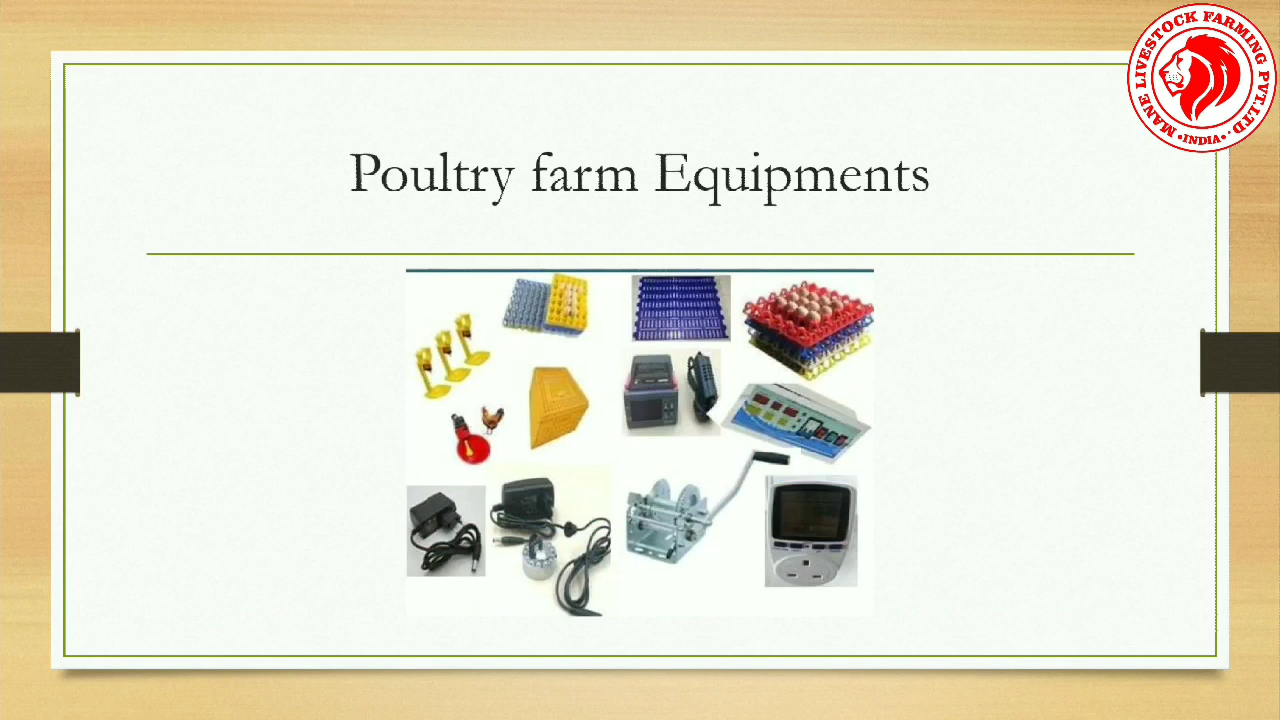 MANE LIVESTOCK FARMING PVT.LTD
•INDIA•
Poultry farm Equipments